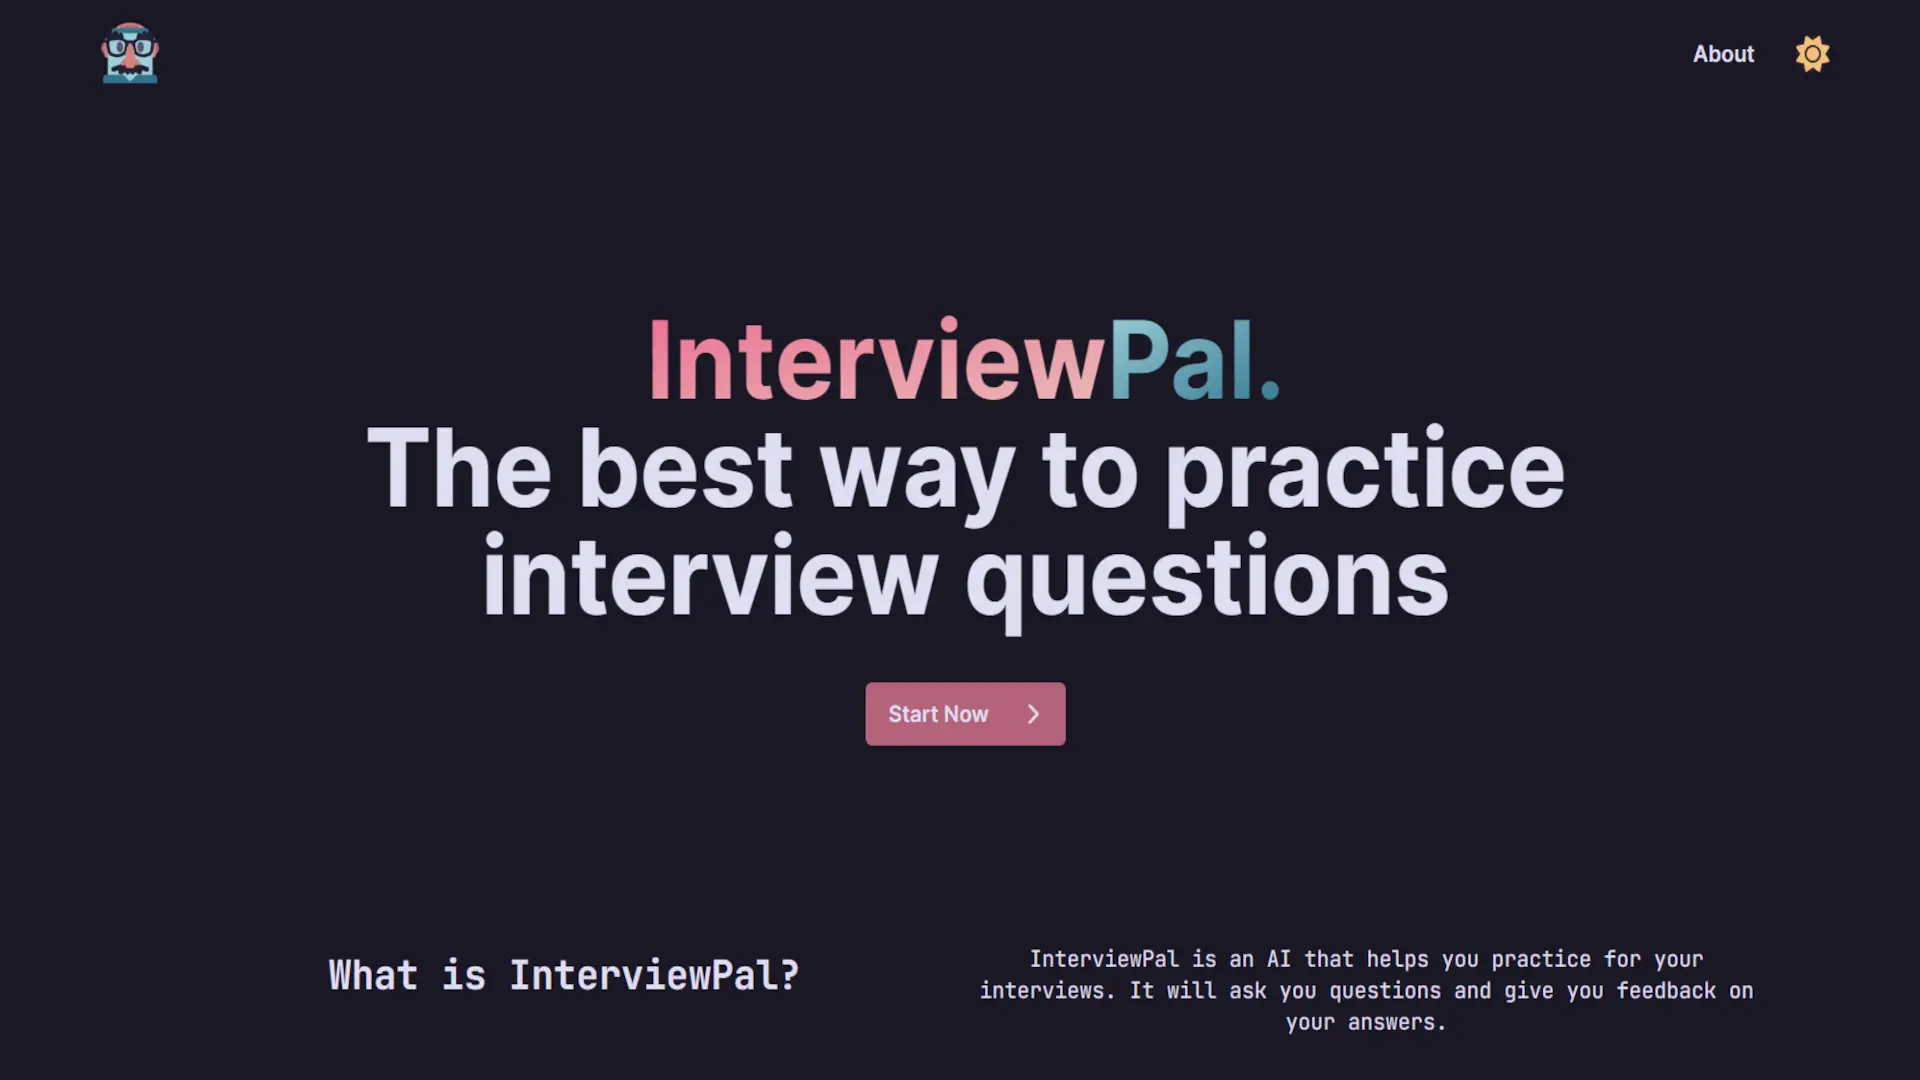 About
InterviewPal.
The best way to practice
interview questions
Start Now
What is InterviewPal?
InterviewPal is an AI that helps you practice for your
interviews. It will ask you questions and give you feedback on
your answers.